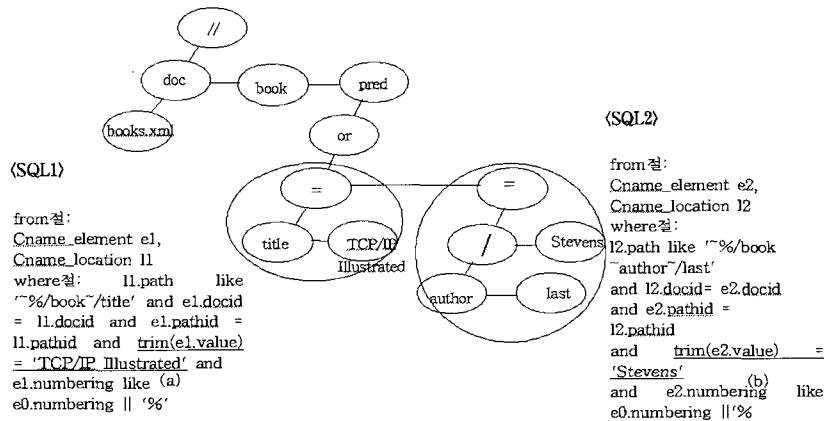 //
doc
book
pred
books.xml
or
=
=
title
TCP/IP
Illustrated
/
Stevens
author
last
〈SQL1〉
from절:
Cname_element e1,
Cname_location l1
where절: l1.path like
'~%/book~/title' and e1.docid
= l1.docid and e1.pathid =
l1.pathid and trim(e1.value)
= 'TCP/IP Illustrated' and
e1.numbering like (a)
e0.numbering || '%'
〈SQL2〉
from절:
Cname_element e2,
Cname_location l2
where절:
l2.path like '~%/book
~author~/last'
and l2.docid= e2.docid
and e2.pathid =
l2.pathid
and trim(e2.value) =
'Stevens'
(b)
and e2.numbering like
e0.numbering ||'%